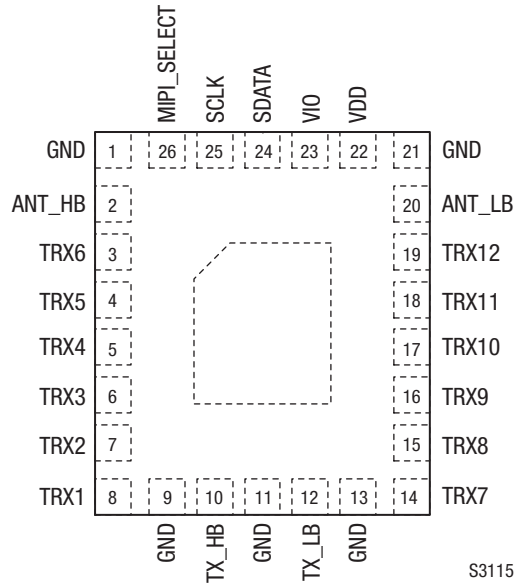 MIPI_SELECT
SCLK
SDATA
VIO
VDD
GND 1 26 25 24 23 22 21 GND
ANT_HB 2 20 ANT_LB
TRX6 3 19 TRX12
TRX5 4 18 TRX11
TRX4 5 17 TRX10
TRX3 6 16 TRX9
TRX2 7 15 TRX8
TRX1 8 9 10 11 12 13 14 TRX7
GND
TX_HB
GND
TX_LB
GND
S3115